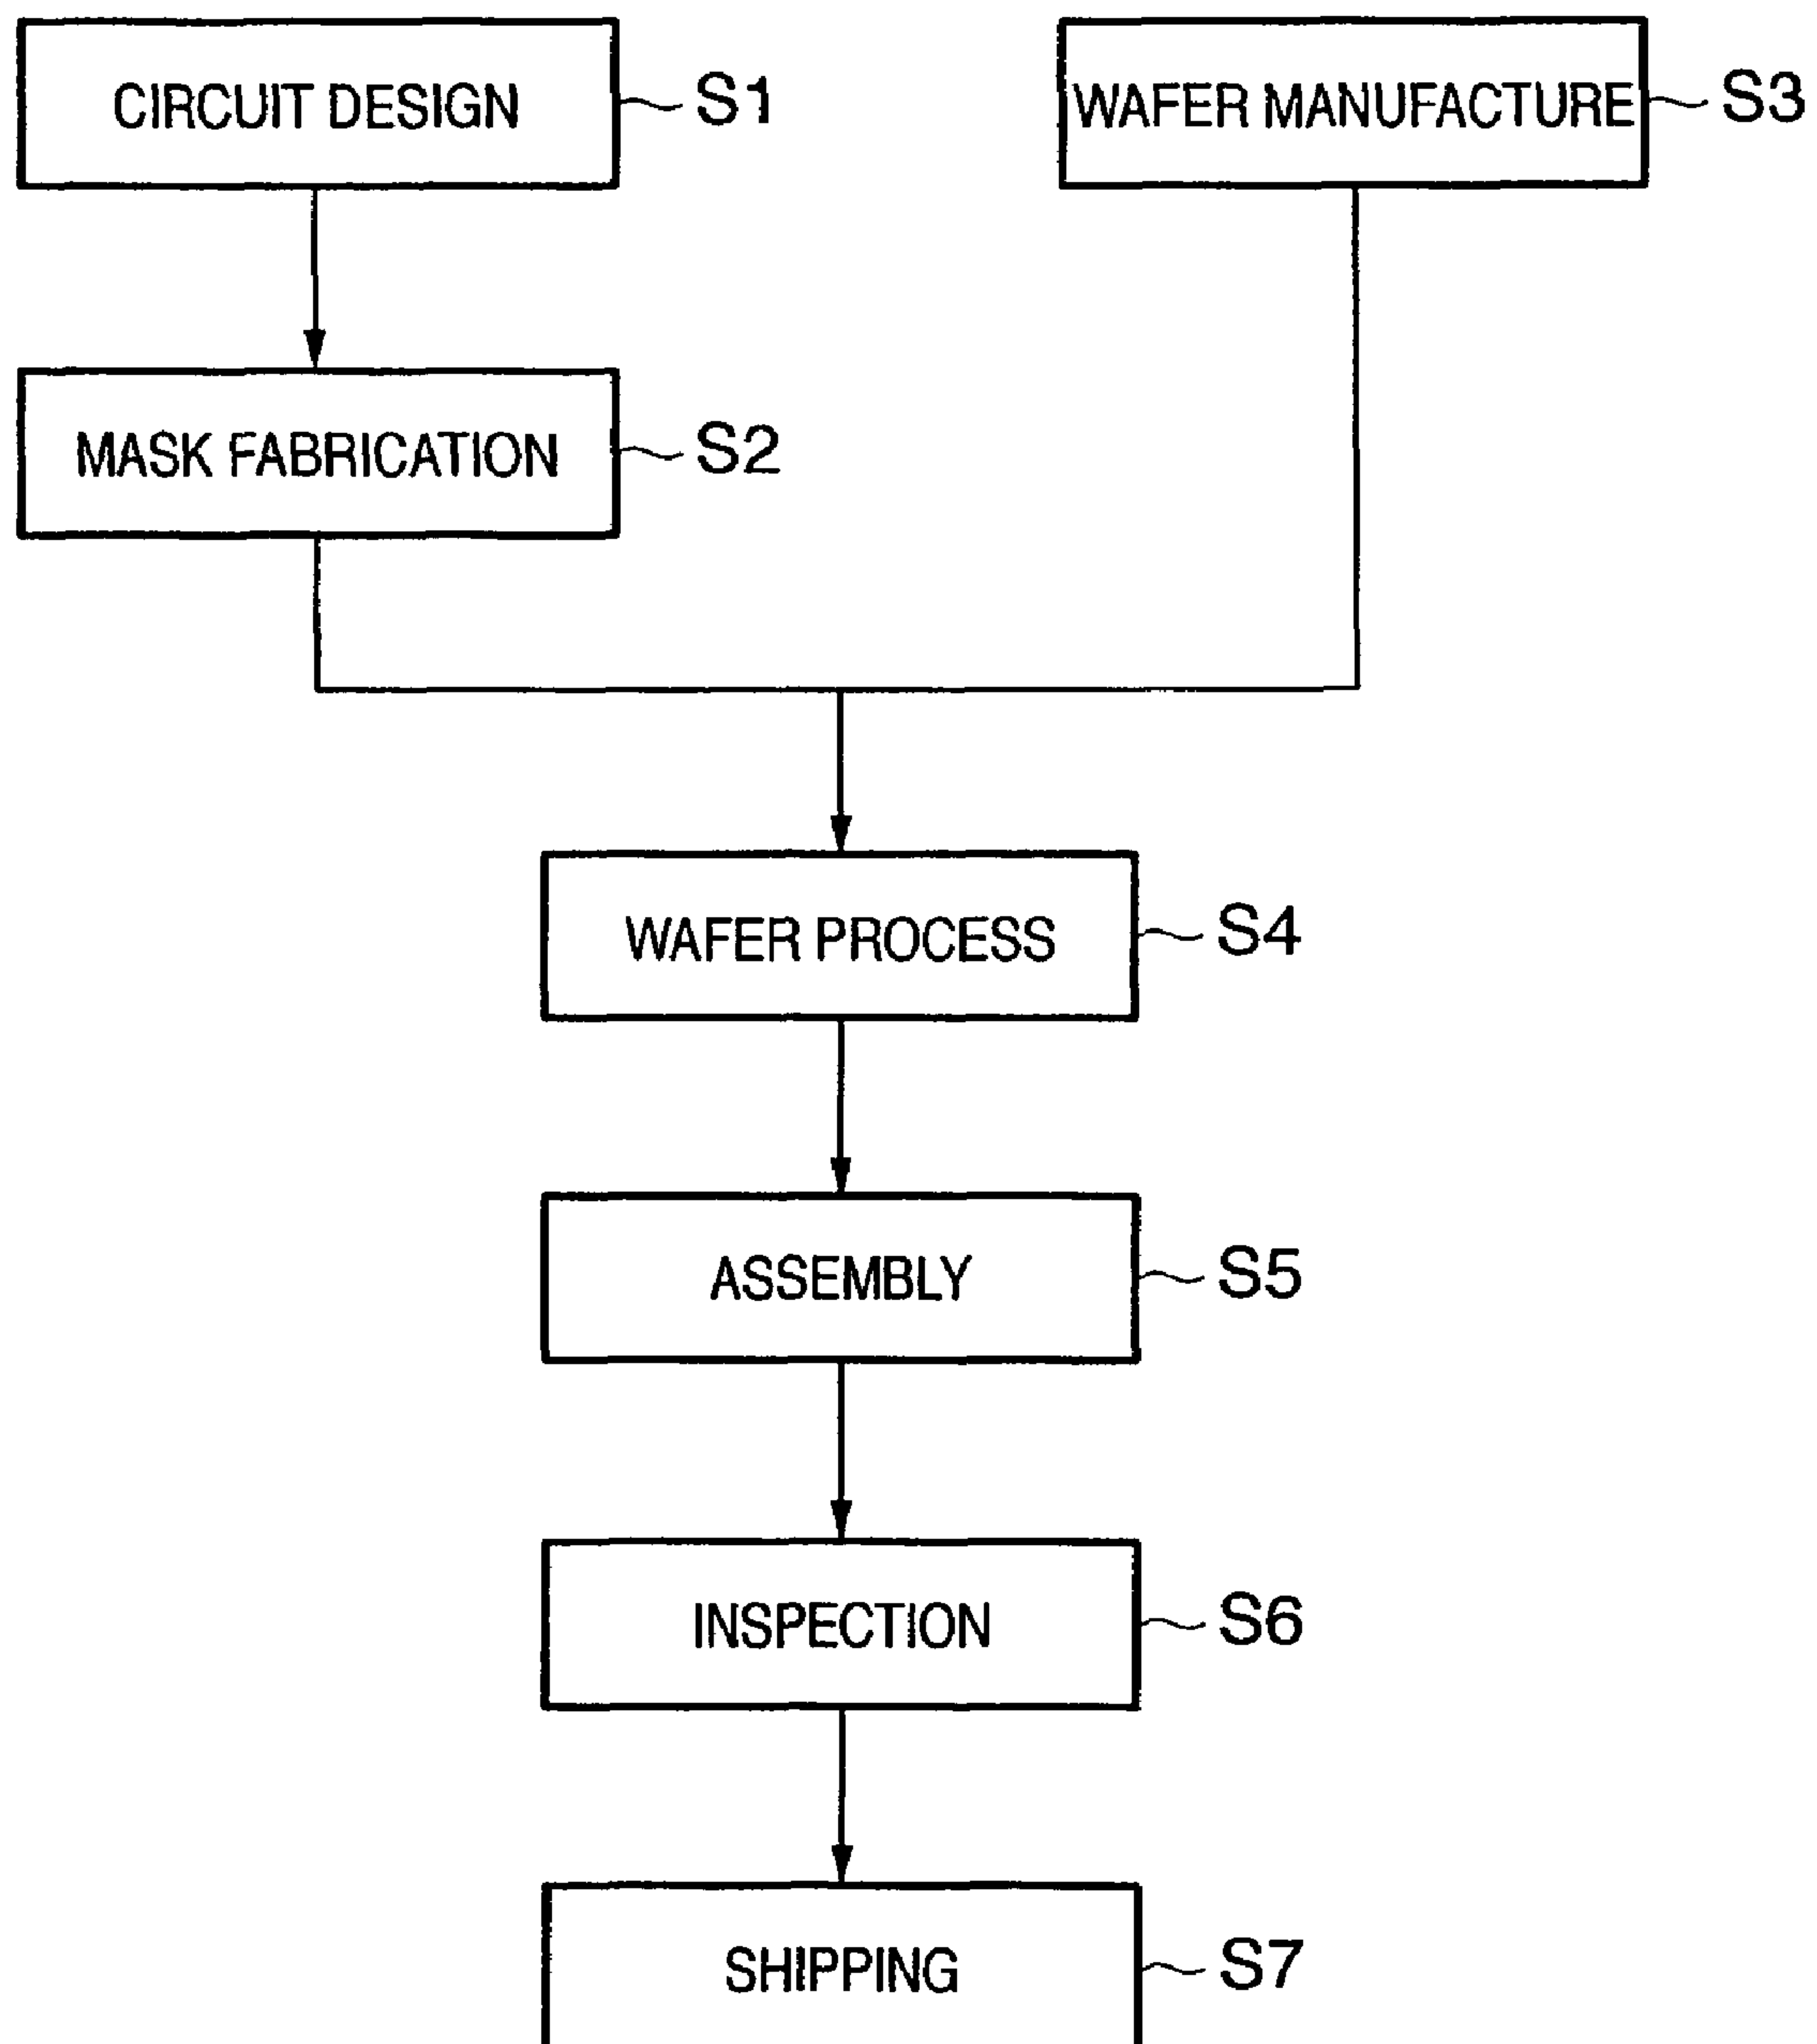 CIRCUIT DESIGN S1
WAFER MANUFACTURE S3
MASK FABRICATION S2
WAFER PROCESS S4
ASSEMBLY S5
INSPECTION S6
SHIPPING S7